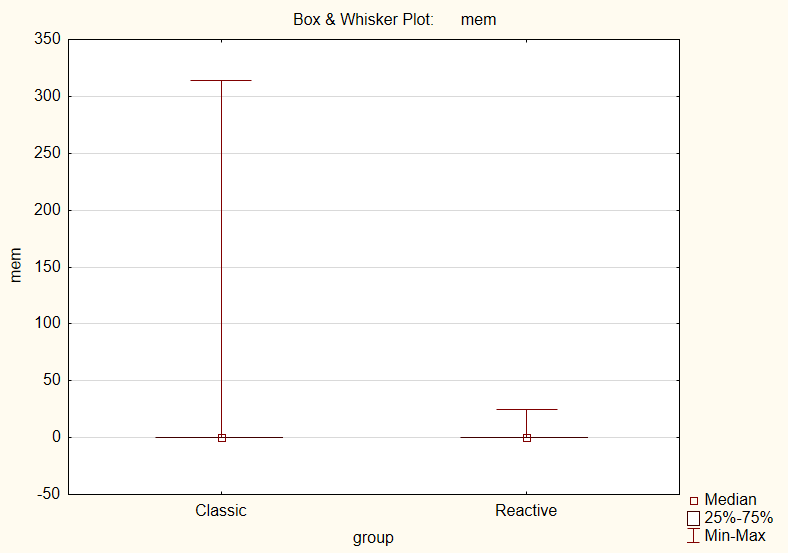 Box & Whisker Plot: mem
350
300
250
200
150
100
50
0
-50
mem
Classic
Reactive
group
Median
25%-75%
Min-Max